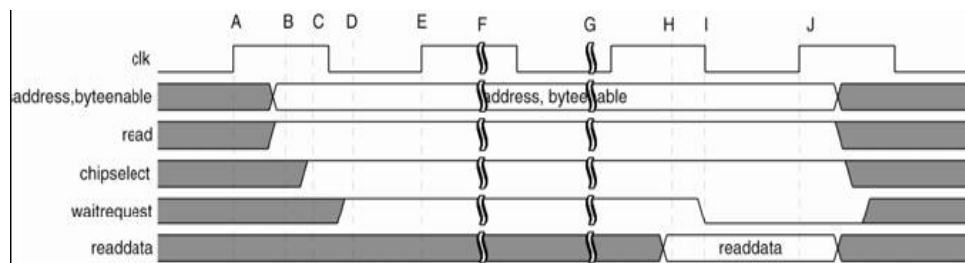 A B C D E F G H I J
clk
address,byteenable address, byteenable
read
chipselect
waitrequest
readdata readdata